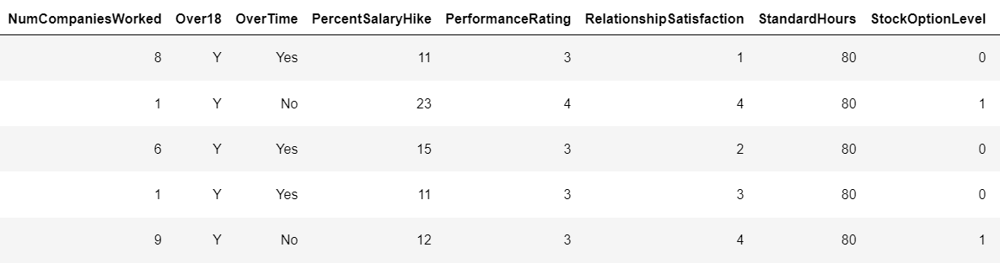 NumCompaniesWorked Over18 OverTime PercentSalaryHike PerformanceRating RelationshipSatisfaction StandardHours StockOptionLevel
8 Y Yes 11 3 1 80 0
1 Y No 23 4 4 80 1
6 Y Yes 15 3 2 80 0
1 Y Yes 11 3 3 80 0
9 Y No 12 3 4 80 1